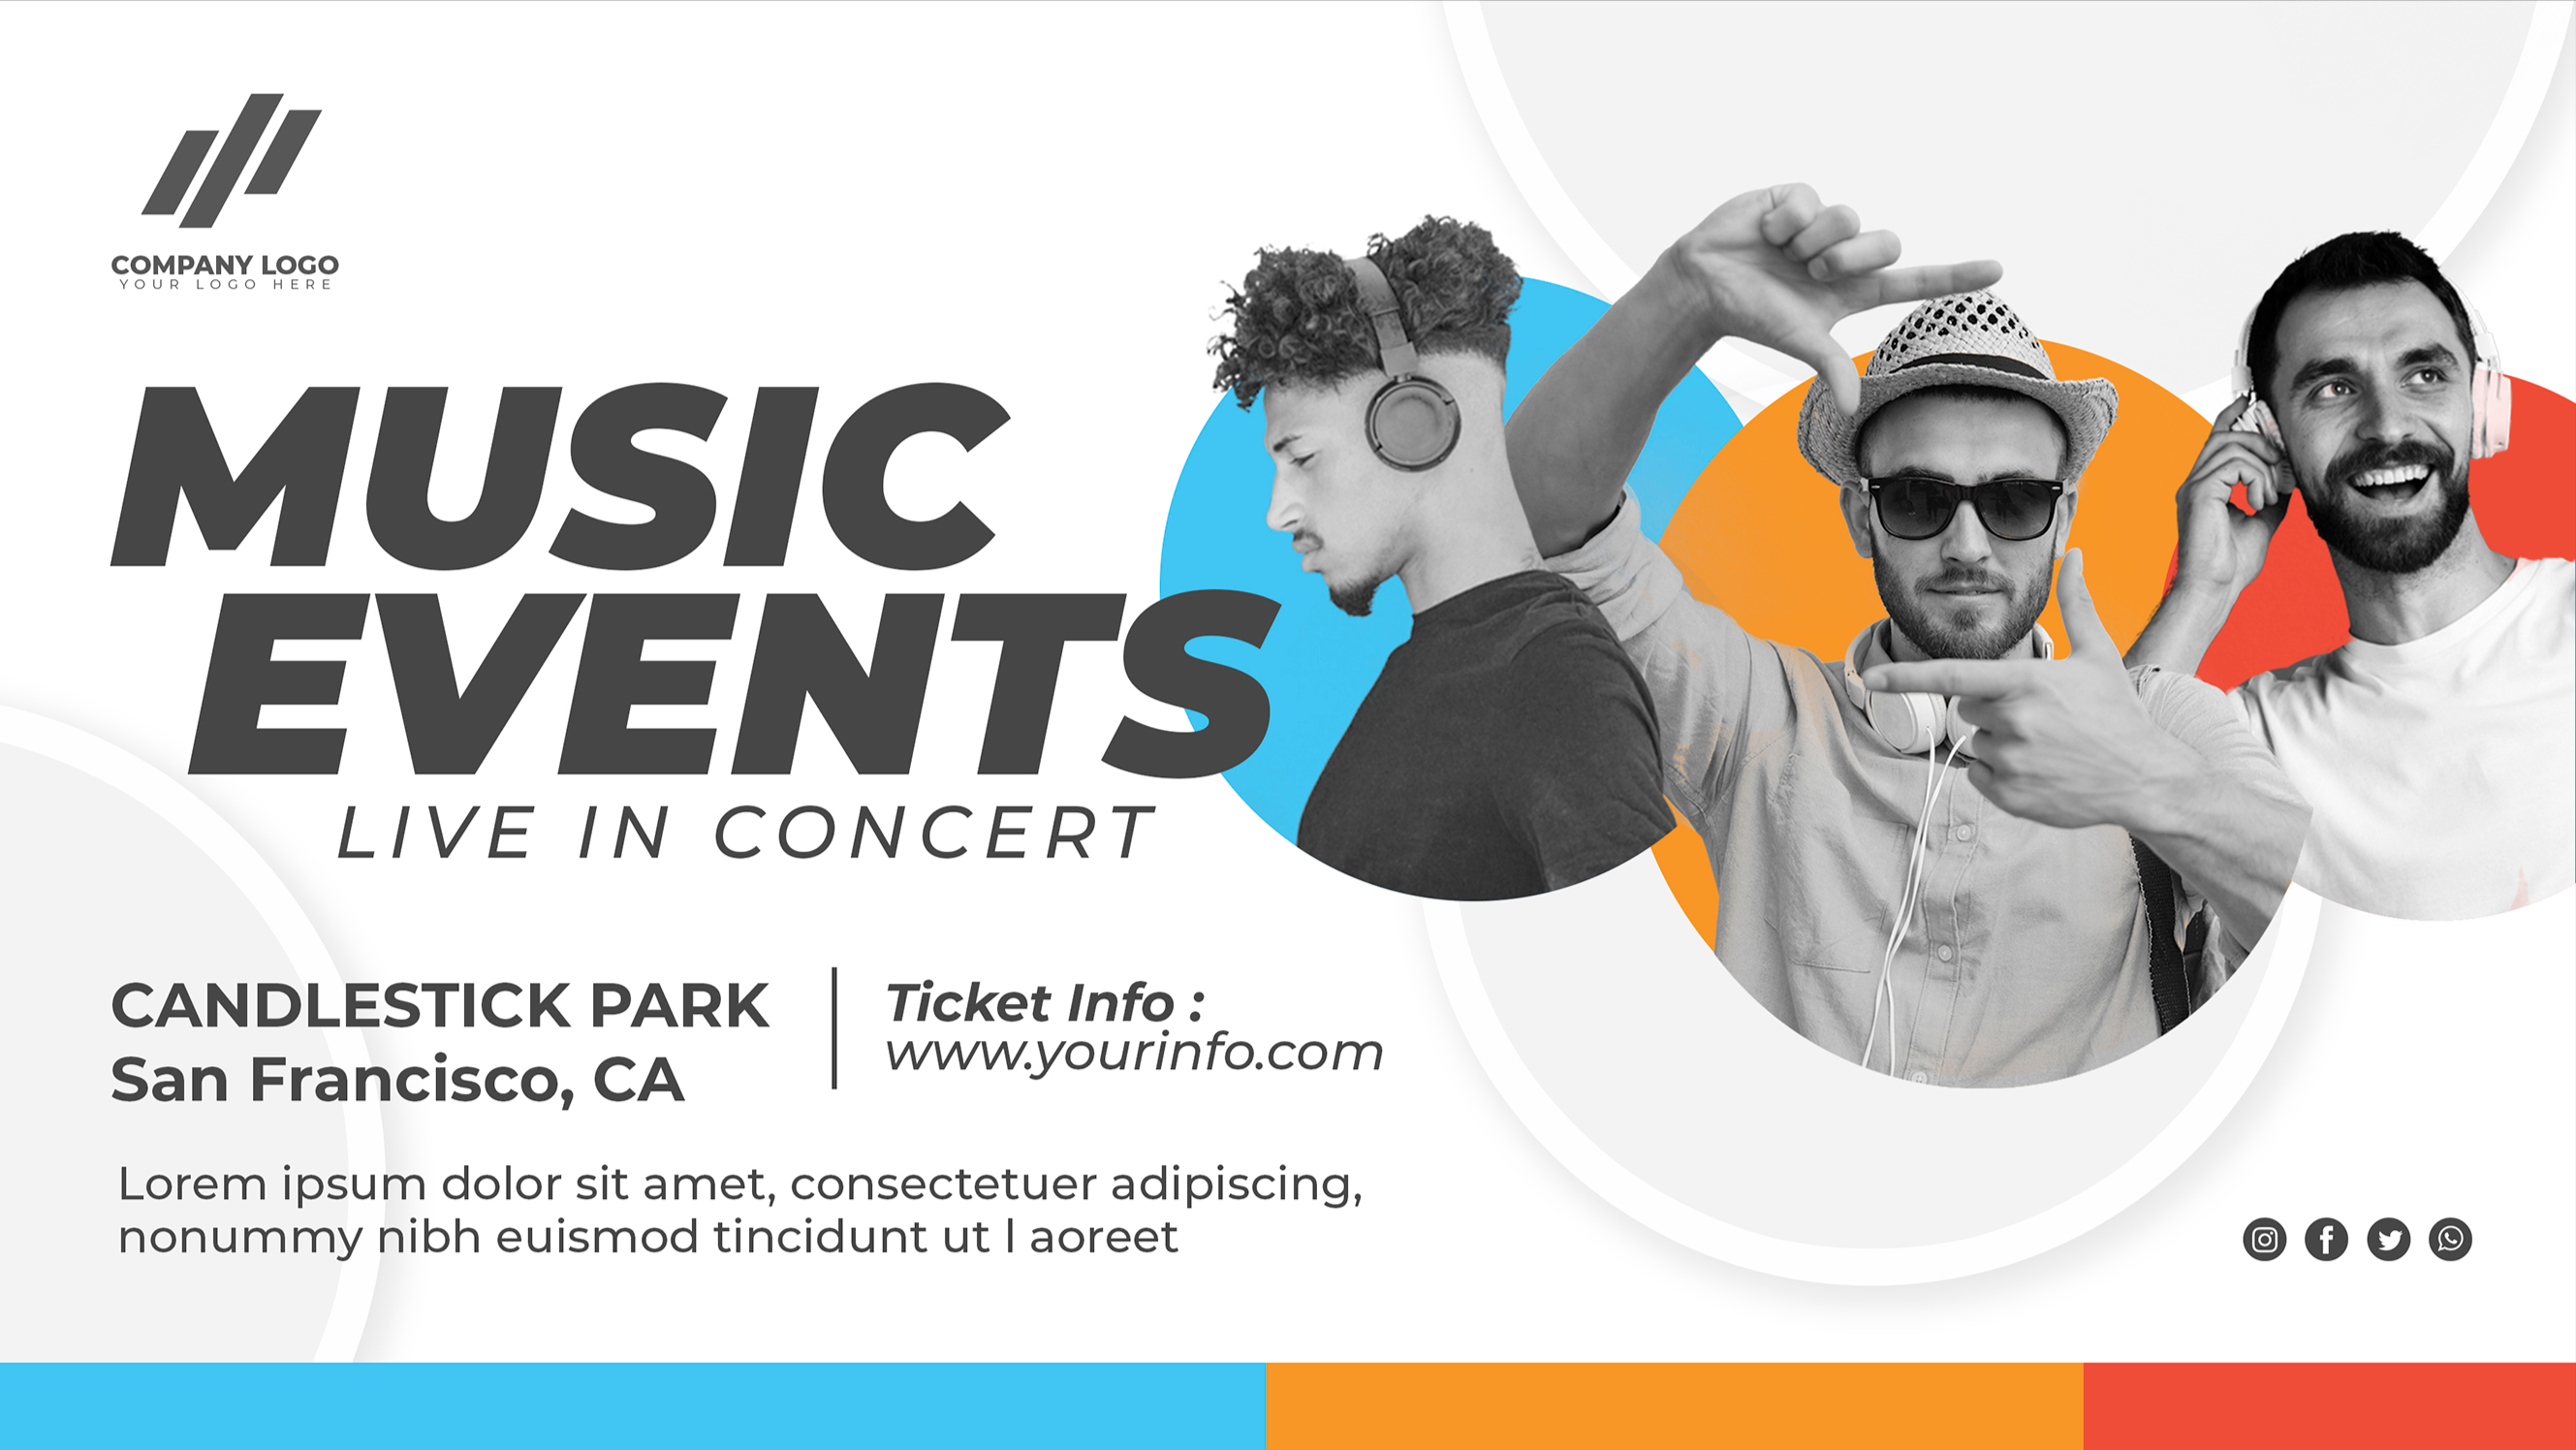 COMPANY LOGO
YOUR LOGO HERE
MUSIC
EVENTS
LIVE IN CONCERT
CANDLESTICK PARK
San Francisco, CA
Ticket Info :
www.yourinfo.com
Lorem ipsum dolor sit amet, consectetuer adipiscing,
nonummy nibh euismod tincidunt ut l aoreet